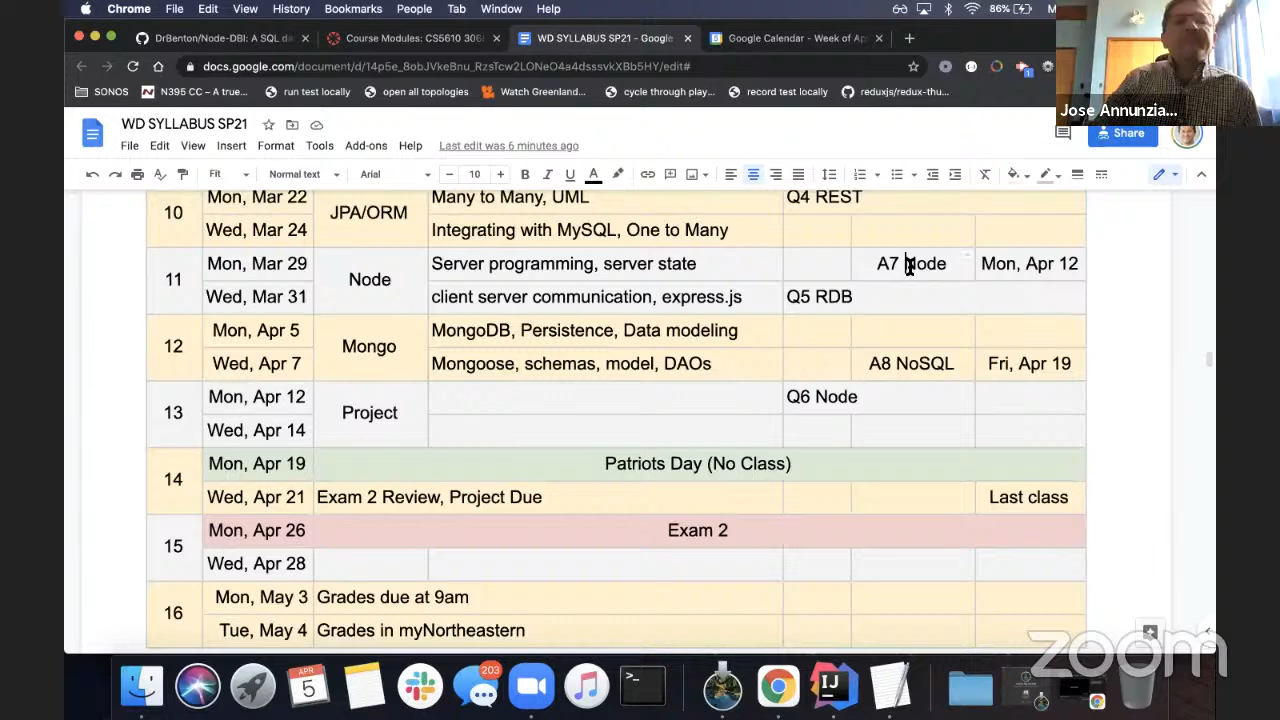 Chrome File Edit View History Bookmarks People Tab Window Help 86%
DrBenton/Node-DBI: A SQL
Course Modules: CS5610 306
WD SYLLABUS SP21 - Google
Google Calendar - Week of Ap
docs.google.com/document/d/14p5e_8obJVkeBnu_RzsTcw2LONeO4a4dsssvkXBb5HY/edit#
SONOS N395 CC – A true... run test locally open all topologies Watch Greenland... cycle through play... record test locally reduxjs/redux-thu...
Jose Annunzia...
WD SYLLABUS SP21
File Edit View Insert Format Tools Add-ons Help Last edit was 6 minutes ago
Share
Fit Normal text Arial 10 B I U A
10 Mon, Mar 22 JPA/ORM Many to Many, UML Q4 REST
Wed, Mar 24 Integrating with MySQL, One to Many
11 Mon, Mar 29 Node Server programming, server state A7 Node Mon, Apr 12
Wed, Mar 31 client server communication, express.js Q5 RDB
12 Mon, Apr 5 Mongo MongoDB, Persistence, Data modeling
Wed, Apr 7 Mongoose, schemas, model, DAOs A8 NoSQL Fri, Apr 19
13 Mon, Apr 12 Project Q6 Node
Wed, Apr 14
14 Mon, Apr 19 Patriots Day (No Class)
Wed, Apr 21 Exam 2 Review, Project Due Last class
15 Mon, Apr 26 Exam 2
Wed, Apr 28
16 Mon, May 3 Grades due at 9am
Tue, May 4 Grades in myNortheastern
zoom
APR
5
203
IJ